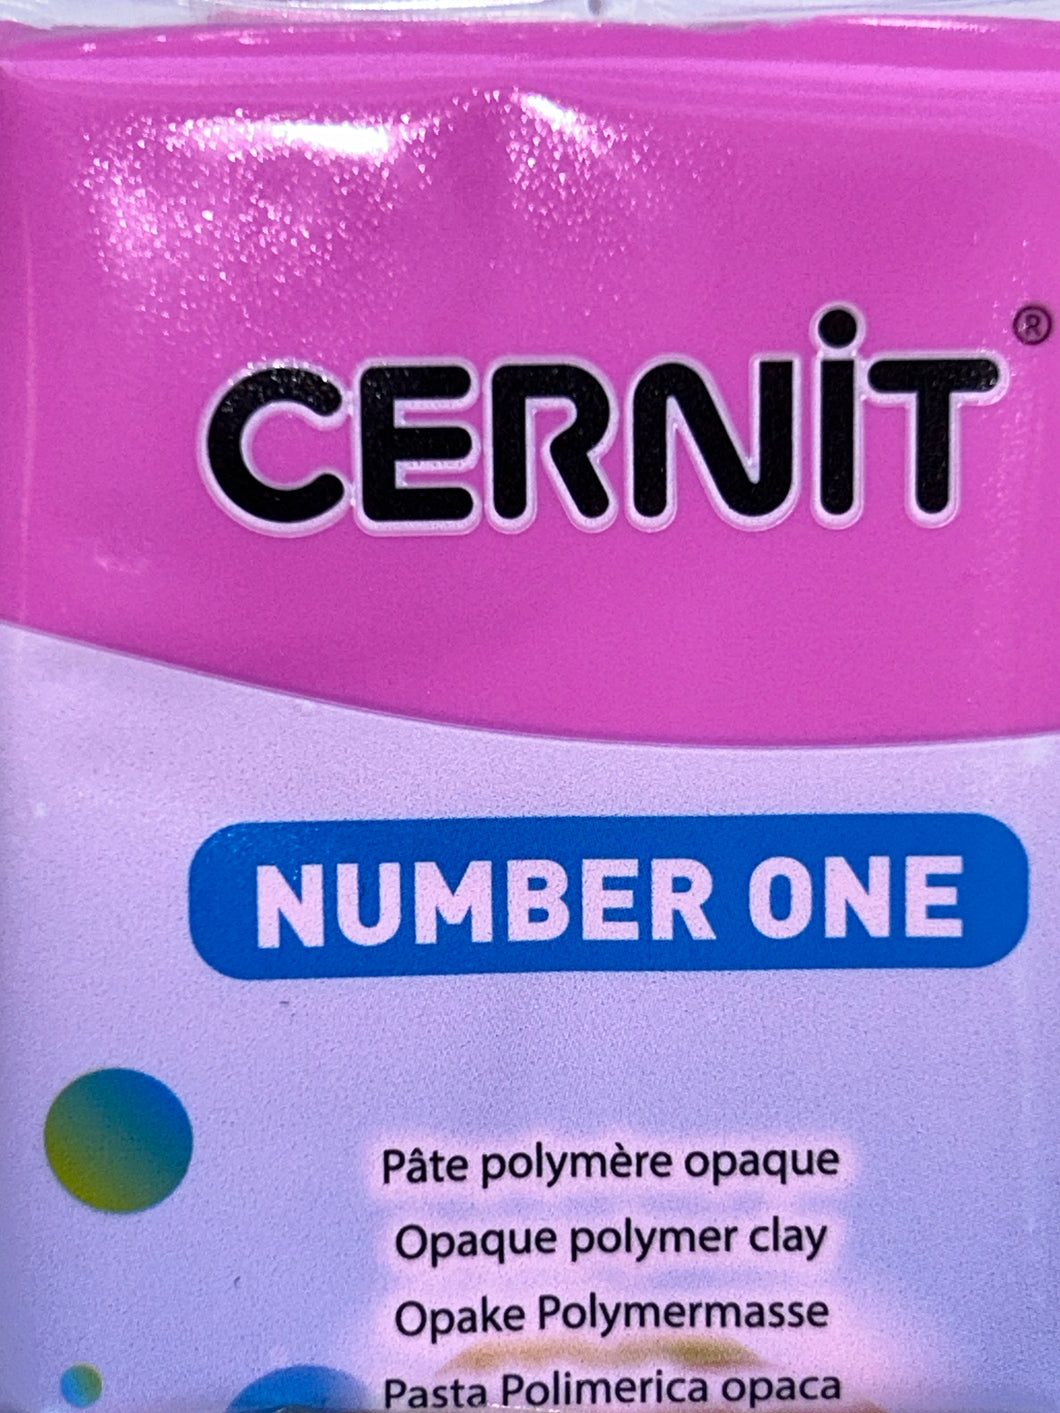 CERNiT®
NUMBER ONE
Pâte polymère opaque
Opaque polymer clay
Opake Polymermasse
Pasta Polimerica opaca